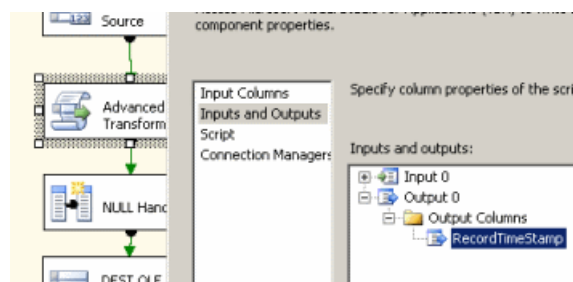 Source
component properties.
Advanced
Transform
NULL Hand
DEST OLE
Input Columns
Inputs and Outputs
Script
Connection Managers
Specify column properties of the scri
Inputs and outputs:
Input 0
Output 0
Output Columns
RecordTimeStamp